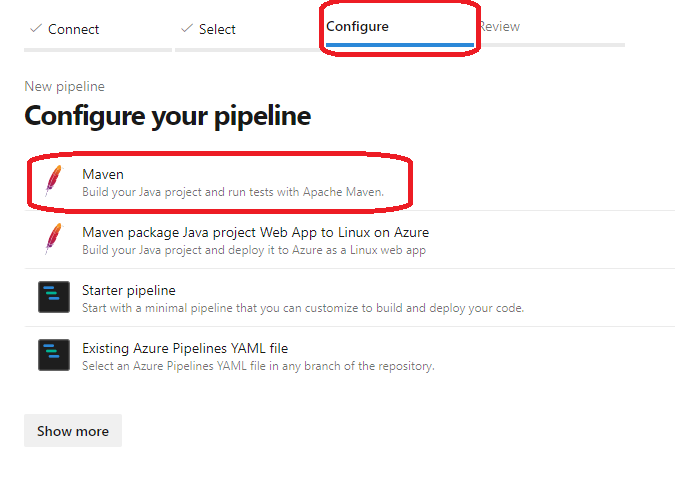 Connect
Select
Configure
Review
New pipeline
Configure your pipeline
Maven
Build your Java project and run tests with Apache Maven.
Maven package Java project Web App to Linux on Azure
Build your Java project and deploy it to Azure as a Linux web app
Starter pipeline
Start with a minimal pipeline that you can customize to build and deploy your code.
Existing Azure Pipelines YAML file
Select an Azure Pipelines YAML file in any branch of the repository.
Show more